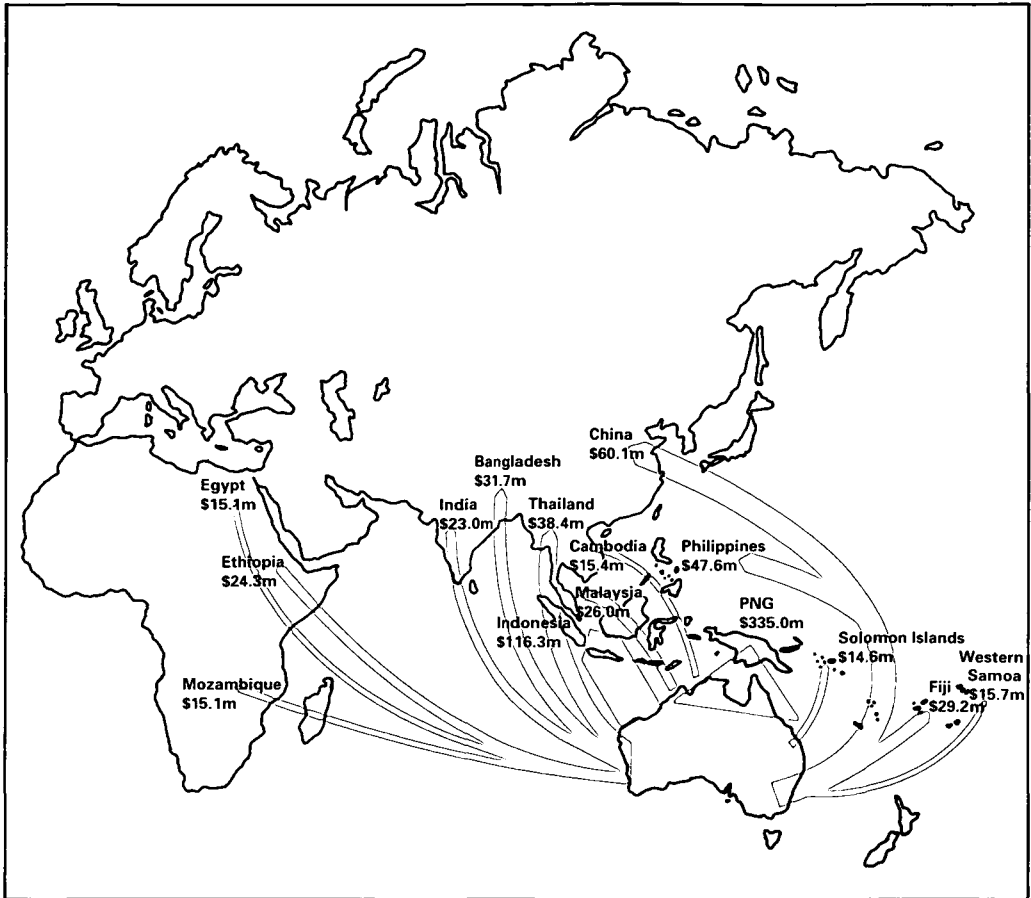 China
$60.1m
Bangladesh
$31.7m
Egypt
$15.1m
India
$23.0m
Thailand
$38.4m
Ethiopia
$24.3m
Cambodia
$15.4m
Philippines
$47.6m
Malaysia
$26.0m
Indonesia
$116.3m
PNG
$335.0m
Solomon Islands
$14.6m
Western
Samoa
$15.7m
Fiji
$29.2m
Mozambique
$15.1m